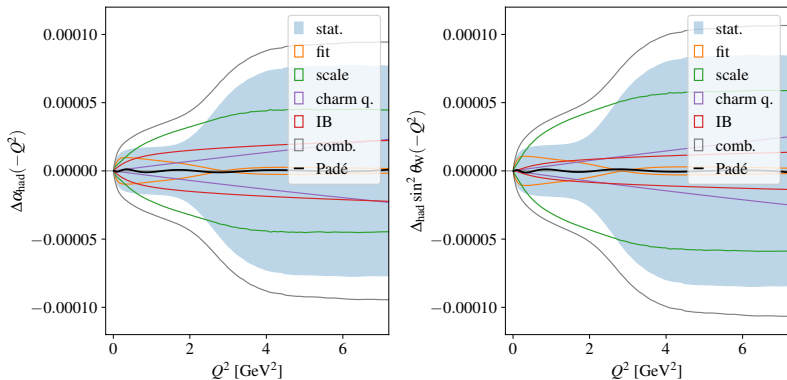 0.00010
0.00005
0.00000
−0.00005
−0.00010
Δα_had(−Q²)
0 2 4 6
Q² [GeV²]
stat.
fit
scale
charm q.
IB
comb.
Padé
0.00010
0.00005
0.00000
−0.00005
−0.00010
Δ_had sin² θ_W(−Q²)
0 2 4 6
Q² [GeV²]
stat.
fit
scale
charm q.
IB
comb.
Padé